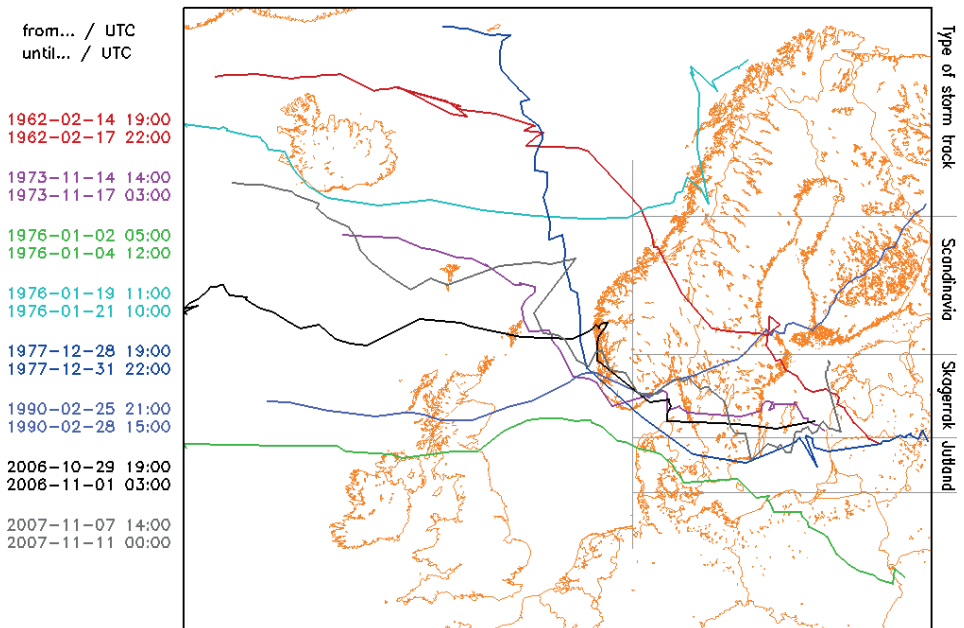 from... / UTC
until... / UTC
1962-02-14 19:00
1962-02-17 22:00
1973-11-14 14:00
1973-11-17 03:00
1976-01-02 05:00
1976-01-04 12:00
1976-01-19 11:00
1976-01-21 10:00
1977-12-28 19:00
1977-12-31 22:00
1990-02-25 21:00
1990-02-28 15:00
2006-10-29 19:00
2006-11-01 03:00
2007-11-07 14:00
2007-11-11 00:00
Type of storm track
Scandinavia
Skagerrak
Jutland